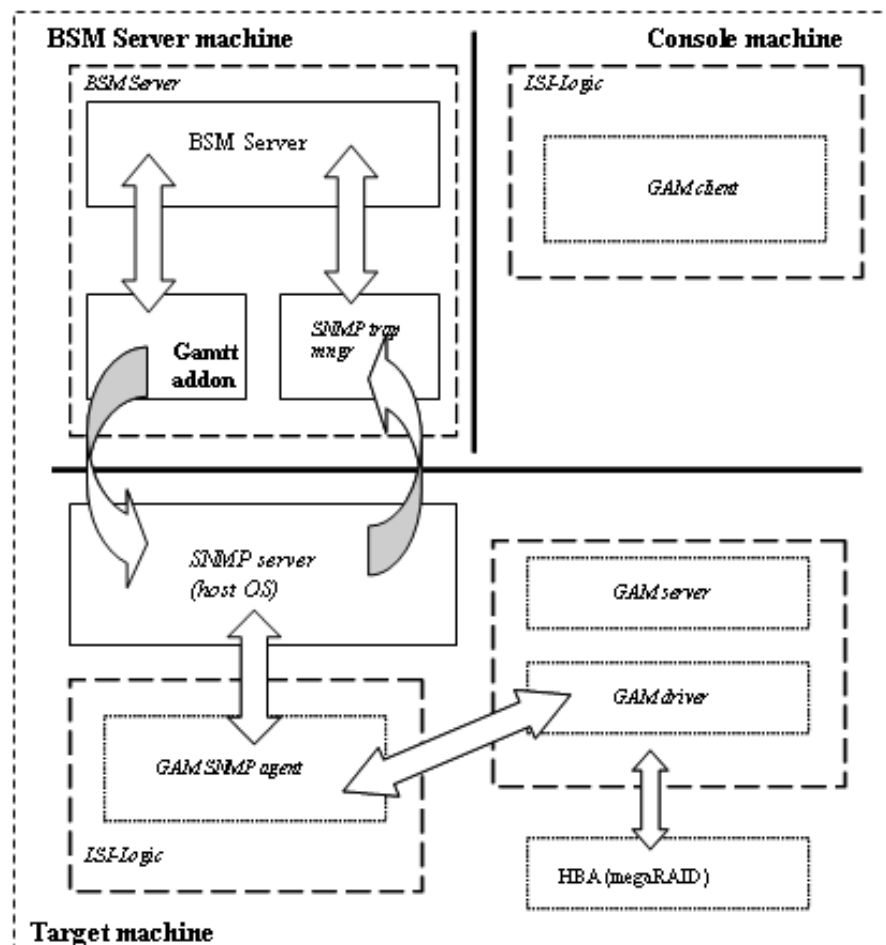 BSM Server machine
Console machine
BSM Server
LSI-Logic
BSM Server
GAM client
Gamtt
addon
SNMP trap
mngr
SNMP server
(host OS)
GAM server
GAM driver
GAM SNMP agent
LSI-Logic
HBA (megaRAID)
Target machine